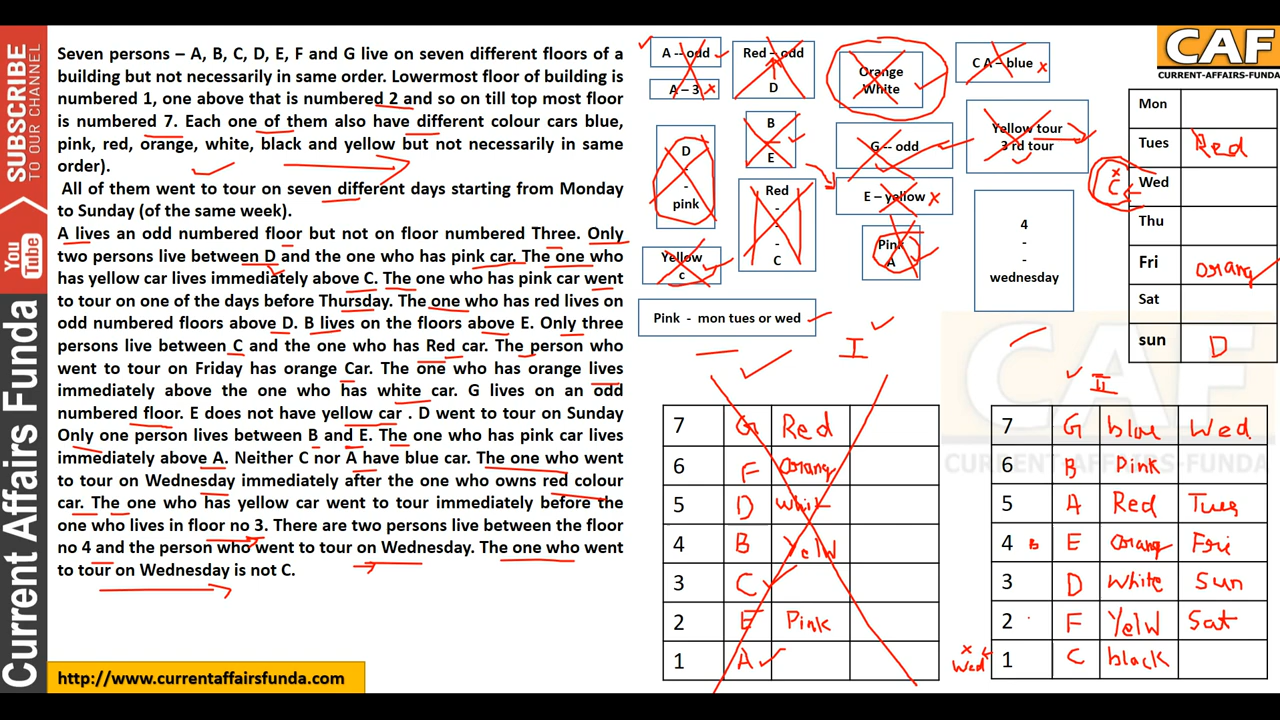 SUBSCRIBE
TO OUR CHANNEL
You Tube
Current Affairs Funda
Seven persons – A, B, C, D, E, F and G live on seven different floors of a
building but not necessarily in same order. Lowermost floor of building is
numbered 1, one above that is numbered 2 and so on till top most floor
is numbered 7. Each one of them also have different colour cars blue,
pink, red, orange, white, black and yellow but not necessarily in same
order).
All of them went to tour on seven different days starting from Monday
to Sunday (of the same week).
A lives an odd numbered floor but not on floor numbered Three. Only
two persons live between D and the one who has pink car. The one who
has yellow car lives immediately above C. The one who has pink car went
to tour on one of the days before Thursday. The one who has red lives on
odd numbered floors above D. B lives on the floors above E. Only three
persons live between C and the one who has Red car. The person who
went to tour on Friday has orange Car. The one who has orange lives
immediately above the one who has white car. G lives on an odd
numbered floor. E does not have yellow car . D went to tour on Sunday
Only one person lives between B and E. The one who has pink car lives
immediately above A. Neither C nor A have blue car. The one who went
to tour on Wednesday immediately after the one who owns red colour
car. The one who has yellow car went to tour immediately before the
one who lives in floor no 3. There are two persons live between the floor
no 4 and the person who went to tour on Wednesday. The one who went
to tour on Wednesday is not C.
http://www.currentaffairsfunda.com
A -- odd
A – 3 x
Red – odd
D
Orange
White
C A – blue x
D
-
-
pink
B
-
E
G -- odd
Yellow tour
3 rd tour
Red
-
-
-
C
E – yellow x
Pink
A
Yellow
c
4
-
-
wednesday
Pink - mon tues or wed
CAF
CURRENT-AFFAIRS-FUNDA
Mon
Tues Red
Wed
x
C
Thu
Fri orang
Sat
sun D
I
7 G Red
6 F Orang
5 D White
4 B Yelw
3 C
2 E Pink
1 A
II
7 G blue Wed
6 B Pink
5 A Red Tues
4 B E Orang Fri
3 D White Sun
2 F Yelw Sat
x
Wed
1 C black
CAF
CURRENT-AFFAIRS-FUNDA